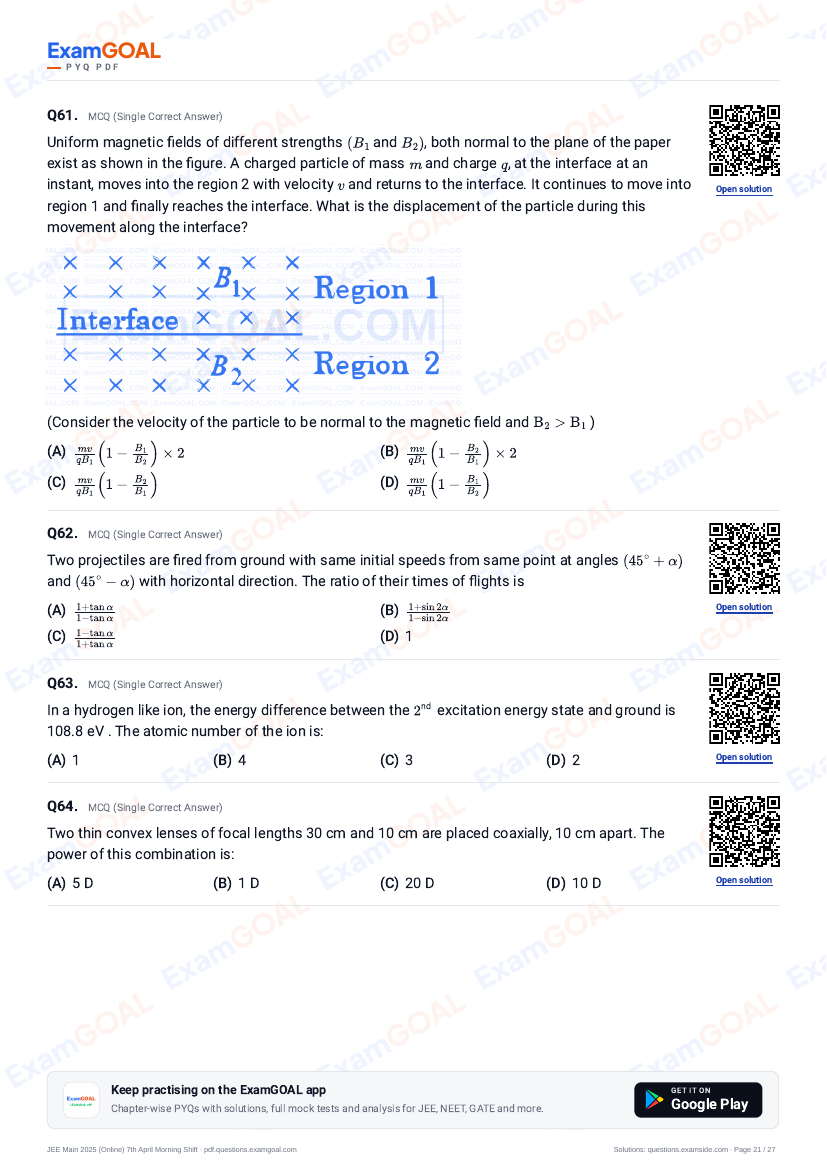 ExamGOAL
PYQ PDF
Q61. MCQ (Single Correct Answer)
Uniform magnetic fields of different strengths (B₁ and B₂), both normal to the plane of the paper
exist as shown in the figure. A charged particle of mass m and charge q, at the interface at an
instant, moves into the region 2 with velocity v and returns to the interface. It continues to move into
region 1 and finally reaches the interface. What is the displacement of the particle during this
movement along the interface?
Open solution
B₁ Region 1
Interface
B₂ Region 2
(Consider the velocity of the particle to be normal to the magnetic field and B₂ > B₁ )
(A) mv/qB₁ (1 − B₁/B₂) × 2 (B) mv/qB₁ (1 − B₂/B₁) × 2
(C) mv/qB₁ (1 − B₂/B₁) (D) mv/qB₁ (1 − B₁/B₂)
Q62. MCQ (Single Correct Answer)
Two projectiles are fired from ground with same initial speeds from same point at angles (45° + α)
and (45° − α) with horizontal direction. The ratio of their times of flights is
Open solution
(A) 1+tan α/1−tan α (B) 1+sin 2α/1−sin 2α
(C) 1−tan α/1+tan α (D) 1
Q63. MCQ (Single Correct Answer)
In a hydrogen like ion, the energy difference between the 2ⁿᵈ excitation energy state and ground is
108.8 eV . The atomic number of the ion is:
Open solution
(A) 1 (B) 4 (C) 3 (D) 2
Q64. MCQ (Single Correct Answer)
Two thin convex lenses of focal lengths 30 cm and 10 cm are placed coaxially, 10 cm apart. The
power of this combination is:
Open solution
(A) 5 D (B) 1 D (C) 20 D (D) 10 D
Keep practising on the ExamGOAL app
Chapter-wise PYQs with solutions, full mock tests and analysis for JEE, NEET, GATE and more.
GET IT ON
Google Play
JEE Main 2025 (Online) 7th April Morning Shift · pdf.questions.examgoal.com
Solutions: questions.examside.com · Page 21 / 27